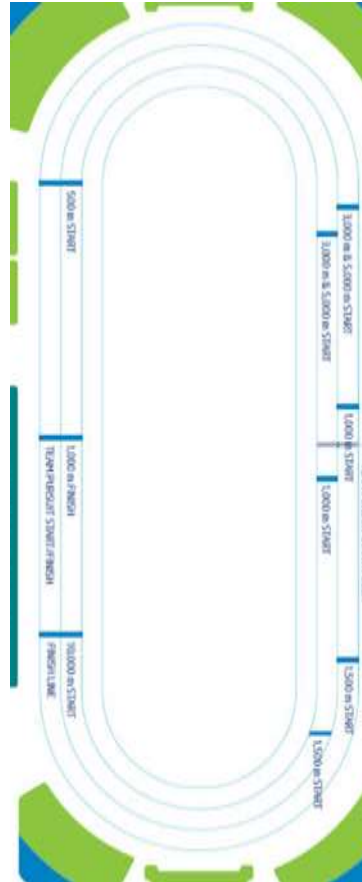 500 m START
1,000 m FINISH
TEAM PURSUIT START/FINISH
10,000 m START
FINISH LINE
3,000 m & 5,000 m START
3,000 m & 5,000 m START
1,000 m START
1,000 m START
1,500 m START
1,500 m START